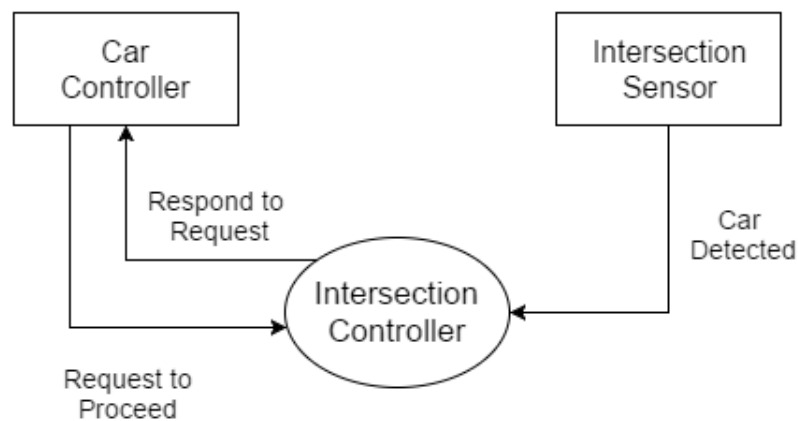 Car
Controller
Intersection
Sensor
Respond to
Request
Car
Detected
Intersection
Controller
Request to
Proceed